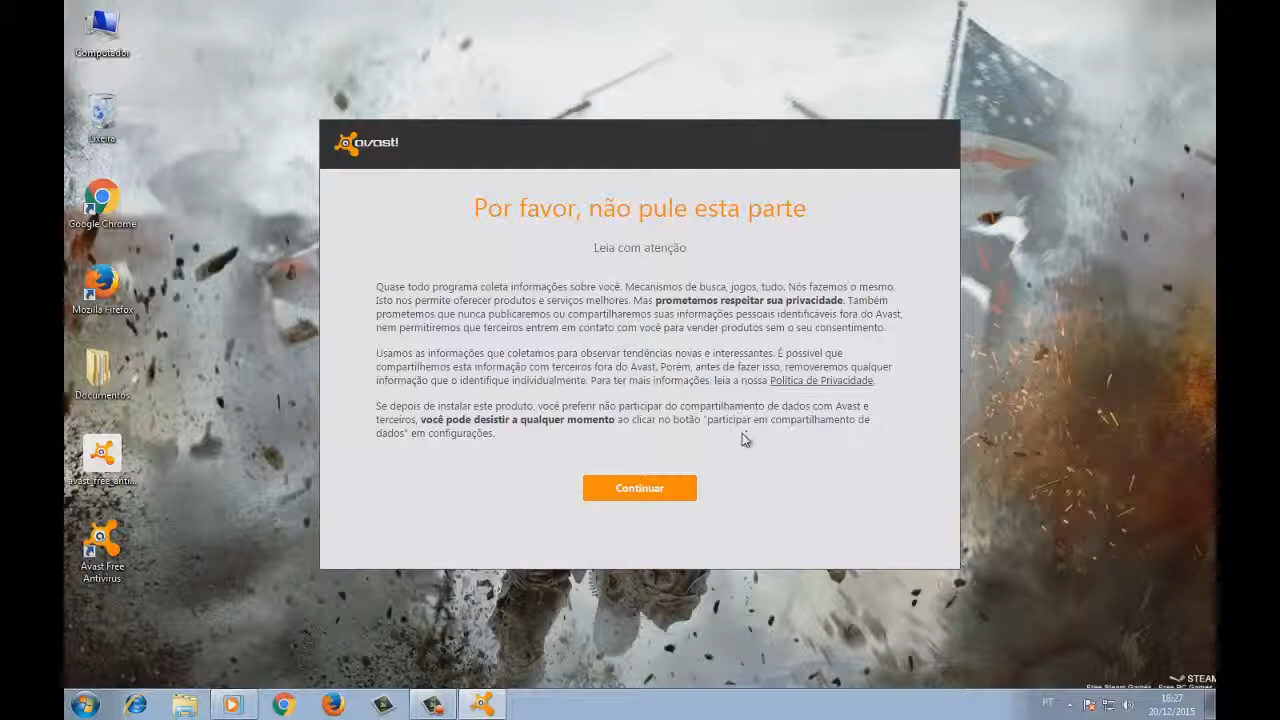 Computador
Lixeira
Google Chrome
Mozilla Firefox
Documentos
avast_free_anti...
Avast Free
Antivirus
avast!
Por favor, não pule esta parte
Leia com atenção
Quase todo programa coleta informações sobre você. Mecanismos de busca, jogos, tudo. Nós fazemos o mesmo.
Isto nos permite oferecer produtos e serviços melhores. Mas prometemos respeitar sua privacidade. Também
prometemos que nunca publicaremos ou compartilharemos suas informações pessoais identificáveis fora do Avast,
nem permitiremos que terceiros entrem em contato com você para vender produtos sem o seu consentimento.
Usamos as informações que coletamos para observar tendências novas e interessantes. É possível que
compartilhemos esta informação com terceiros fora do Avast. Porém, antes de fazer isso, removeremos qualquer
informação que o identifique individualmente. Para ter mais informações, leia a nossa Política de Privacidade.
Se depois de instalar este produto, você preferir não participar do compartilhamento de dados com Avast e
terceiros, você pode desistir a qualquer momento ao clicar no botão "participar em compartilhamento de
dados" em configurações.
Continuar
STEAM
Free Steam Games Free PC Games
PT
18:27
20/12/2015